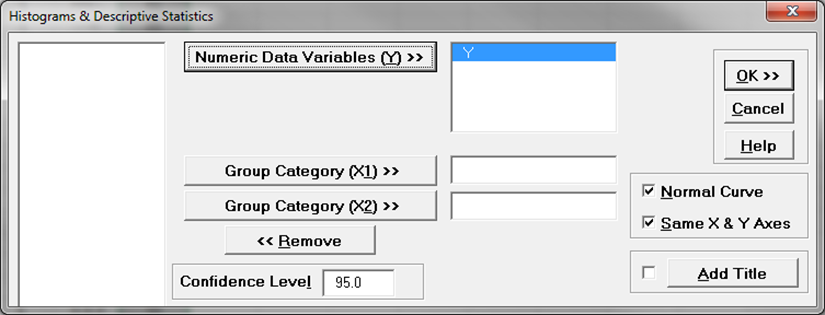 Histograms & Descriptive Statistics
Numeric Data Variables (Y) >>
Y
OK >>
Cancel
Help
Group Category (X1) >>
Group Category (X2) >>
<< Remove
Normal Curve
Same X & Y Axes
Confidence Level 95.0
Add Title